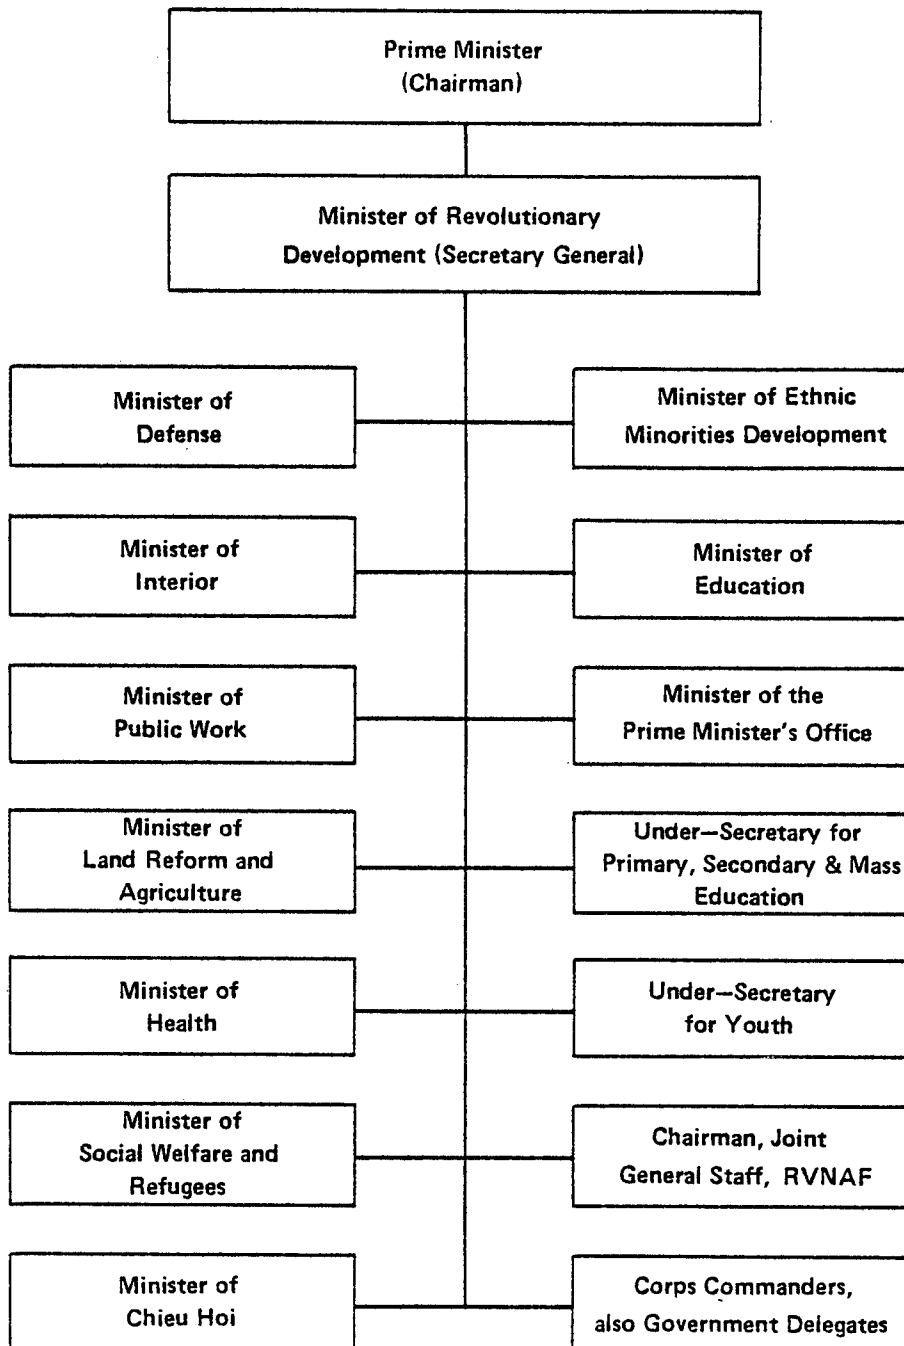 Prime Minister
(Chairman)
Minister of Revolutionary
Development (Secretary General)
Minister of
Defense
Minister of Ethnic
Minorities Development
Minister of
Interior
Minister of
Education
Minister of
Public Work
Minister of the
Prime Minister's Office
Minister of
Land Reform and
Agriculture
Under—Secretary for
Primary, Secondary & Mass
Education
Minister of
Health
Under—Secretary
for Youth
Minister of
Social Welfare and
Refugees
Chairman, Joint
General Staff, RVNAF
Minister of
Chieu Hoi
Corps Commanders,
also Government Delegates